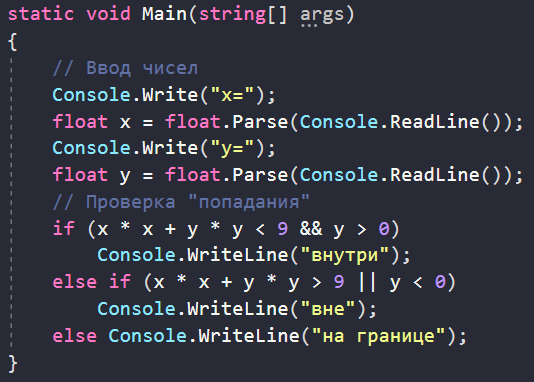 static void Main(string[] args)
{
// Ввод чисел
Console.Write("x=");
float x = float.Parse(Console.ReadLine());
Console.Write("y=");
float y = float.Parse(Console.ReadLine());
// Проверка "попадания"
if (x * x + y * y < 9 && y > 0)
Console.WriteLine("внутри");
else if (x * x + y * y > 9 || y < 0)
Console.WriteLine("вне");
else Console.WriteLine("на границе");
}